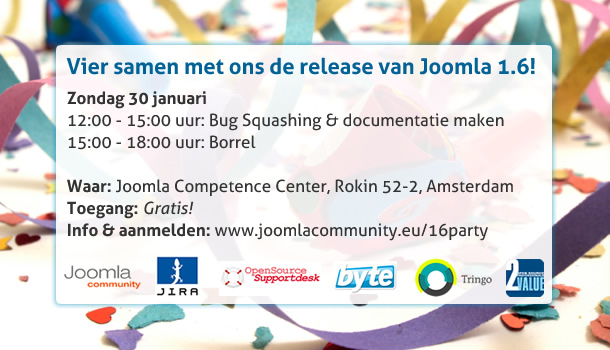 Vier samen met ons de release van Joomla 1.6!
Zondag 30 januari
12:00 - 15:00 uur: Bug Squashing & documentatie maken
15:00 - 18:00 uur: Borrel
Waar: Joomla Competence Center, Rokin 52-2, Amsterdam
Toegang: Gratis!
Info & aanmelden: www.joomlacommunity.eu/16party
Joomla community
JIRA
OpenSource Supportdesk
byte
Tringo
2 VALUE